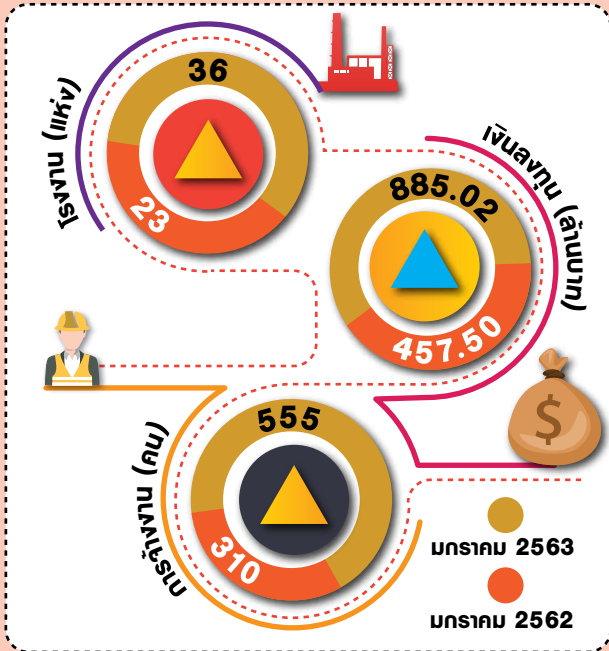 โรงงาน (แห่ง)
36
23
เงินลงทุน (ล้านบาท)
885.02
457.50
$
การจ้างงาน (คน)
555
310
มกราคม 2563
มกราคม 2562